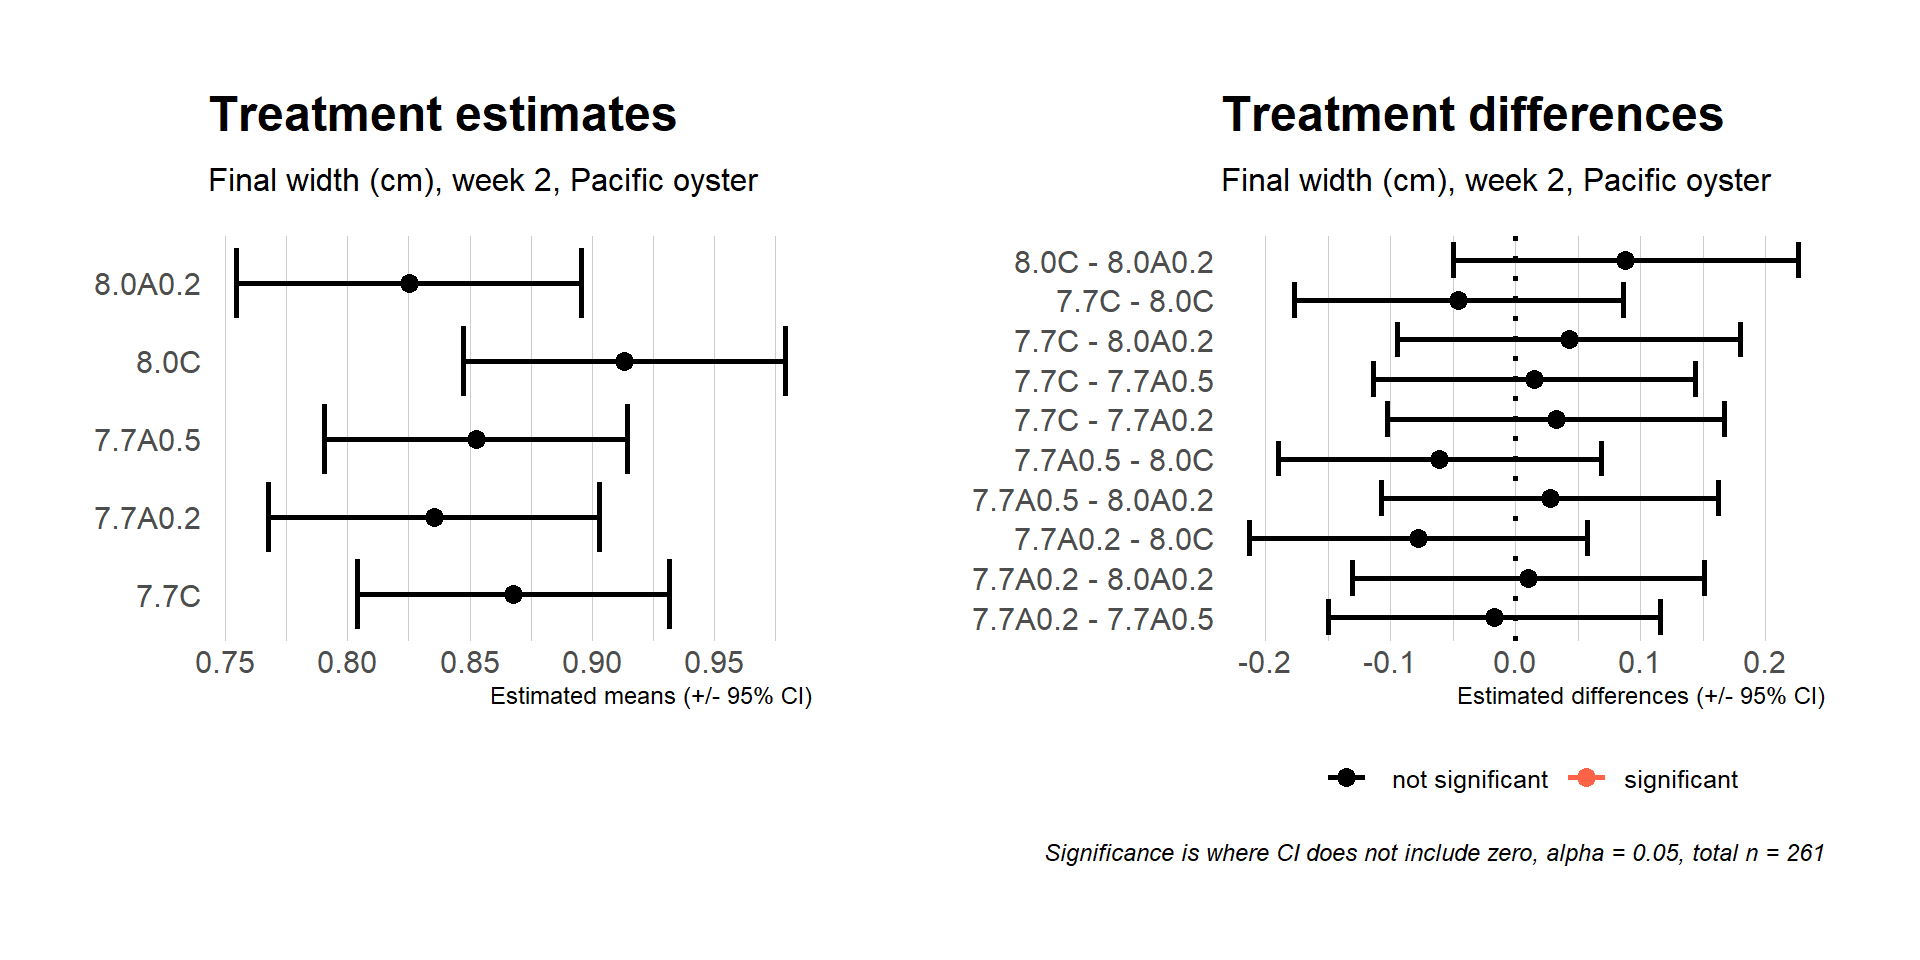 Treatment estimates
Final width (cm), week 2, Pacific oyster
8.0A0.2
8.0C
7.7A0.5
7.7A0.2
7.7C
0.75 0.80 0.85 0.90 0.95
Estimated means (+/- 95% CI)
Treatment differences
Final width (cm), week 2, Pacific oyster
8.0C - 8.0A0.2
7.7C - 8.0C
7.7C - 8.0A0.2
7.7C - 7.7A0.5
7.7C - 7.7A0.2
7.7A0.5 - 8.0C
7.7A0.5 - 8.0A0.2
7.7A0.2 - 8.0C
7.7A0.2 - 8.0A0.2
7.7A0.2 - 7.7A0.5
-0.2 -0.1 0.0 0.1 0.2
Estimated differences (+/- 95% CI)
not significant significant
Significance is where CI does not include zero, alpha = 0.05, total n = 261